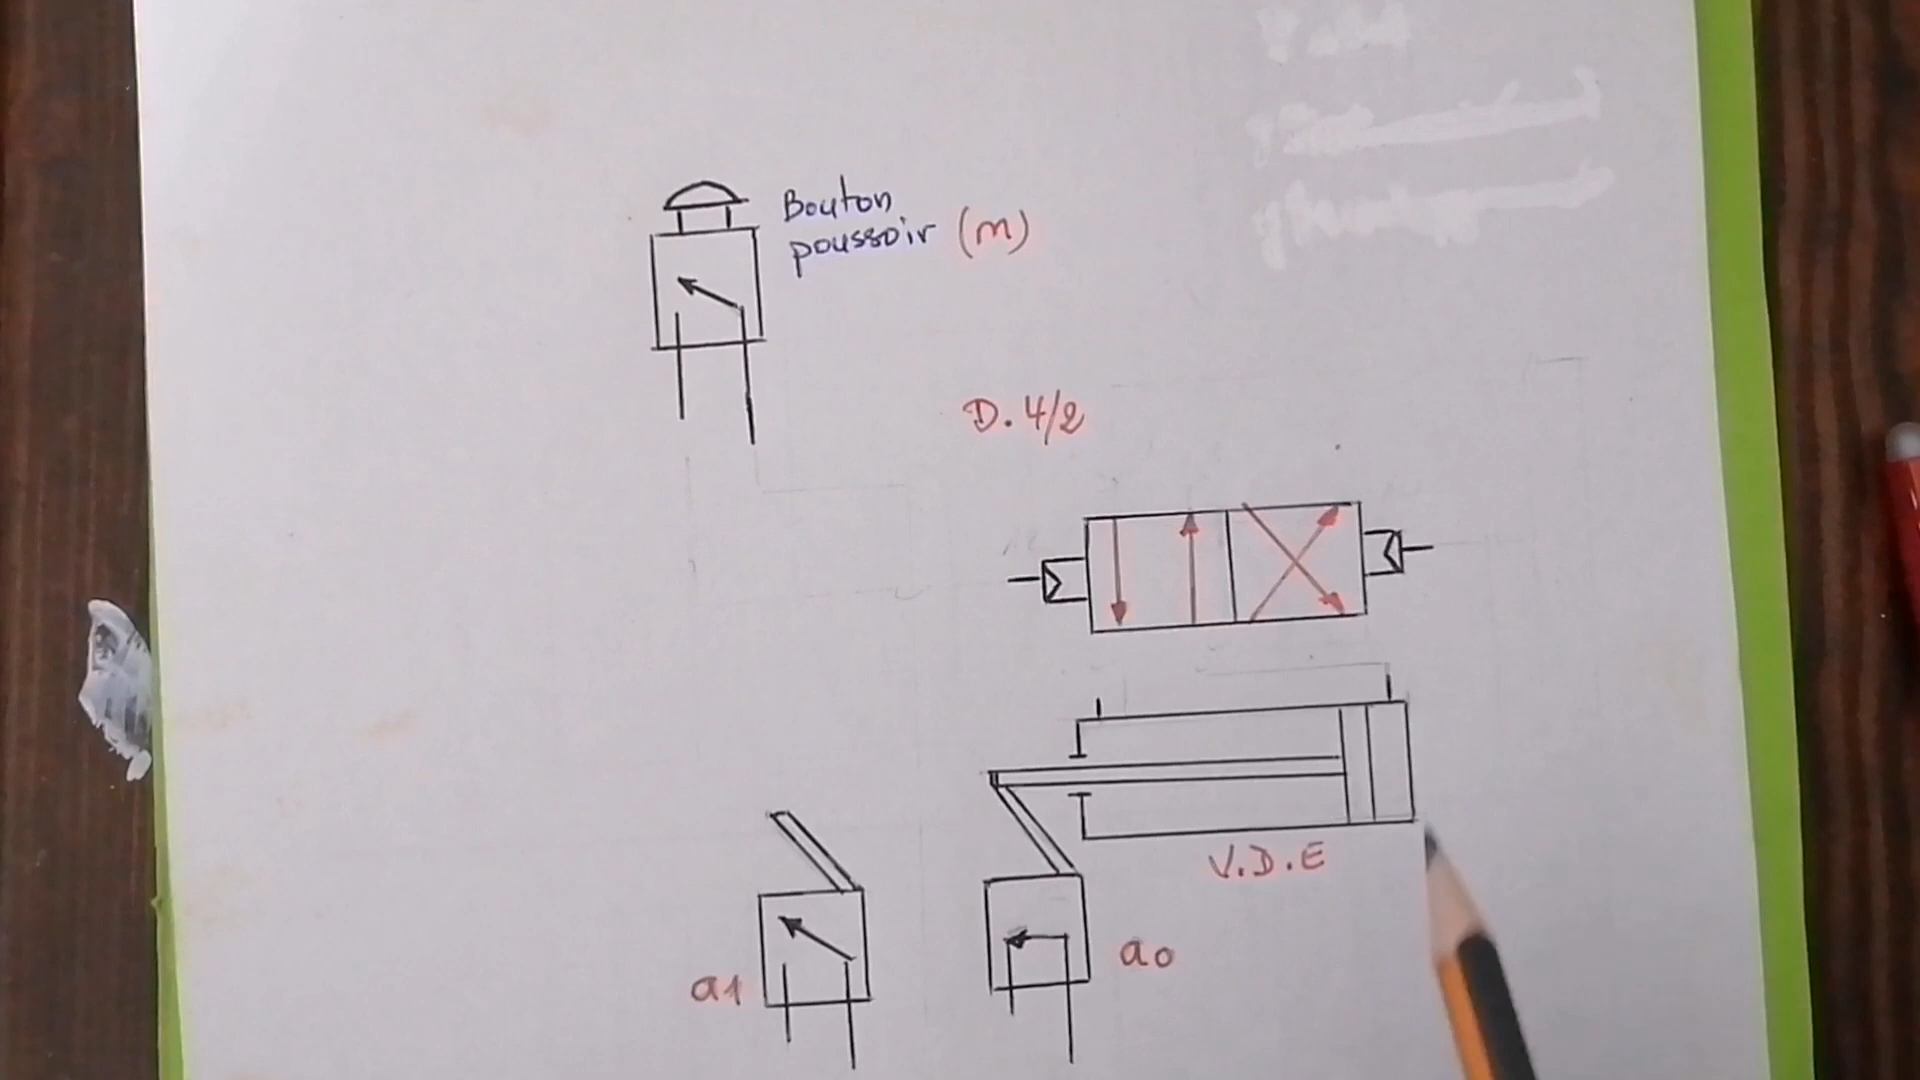 Bouton
poussoir (m)
D. 4/2
V.D.E
a1
a0